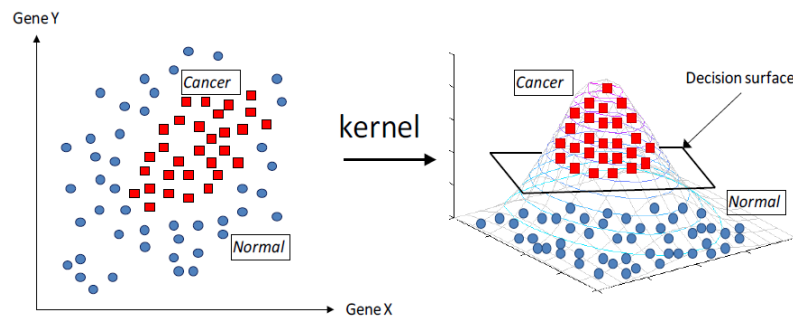 Gene Y
Cancer
Normal
Gene X
kernel
Cancer
Decision surface
Normal